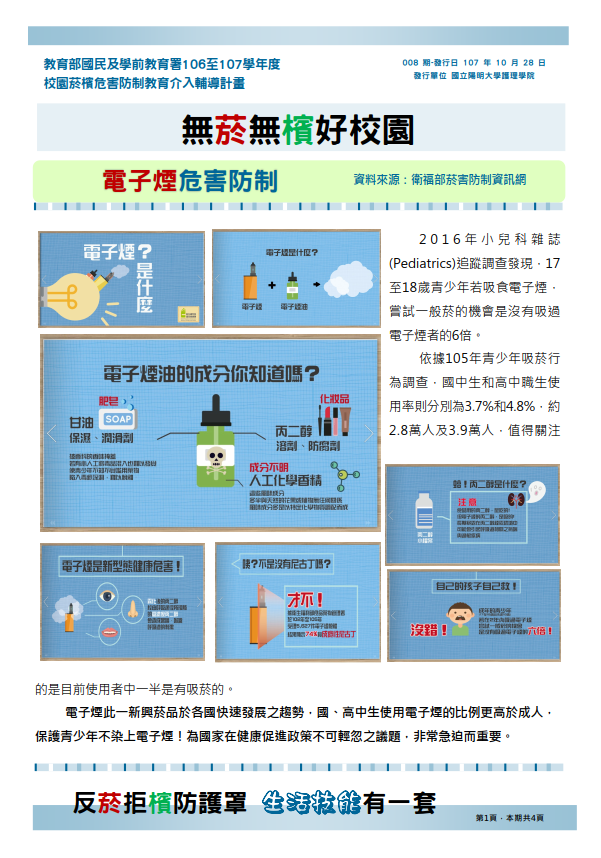 教育部國民及學前教育署106至107學年度
校園菸檳危害防制教育介入輔導計畫
008 期‧發行日 107 年 10 月 28 日
發行單位 國立陽明大學護理學院
無菸無檳好校園
電子煙危害防制
資料來源：衛福部菸害防制資訊網
電子煙？
是什麼
電子煙是什麼？
電子煙
電子煙油
2016年小兒科雜誌
(Pediatrics)追蹤調查發現，17
至18歲青少年若吸食電子煙，
嘗試一般菸的機會是沒有吸過
電子煙者的6倍。
依據105年青少年吸菸行
為調查，國中生和高中職生使
用率則分別為3.7%和4.8%，約
2.8萬人及3.9萬人，值得關注
電子煙油的成分你知道嗎？
肥皂
SOAP
甘油
保濕、潤滑劑
化妝品
丙二醇
溶劑、防腐劑
成分不明
人工化學香精
丙二醇是什麼？
注意
電子煙是新型態健康危害！
咦？不是沒有尼古丁嗎？
才不！
自己的孩子自己救！
沒錯！
六倍！
的是目前使用者中一半是有吸菸的。
電子煙此一新興菸品於各國快速發展之趨勢，國、高中生使用電子煙的比例更高於成人，
保護青少年不染上電子煙！為國家在健康促進政策不可輕忽之議題，非常急迫而重要。
反菸拒檳防護罩 生活技能有一套
第1頁，本期共4頁